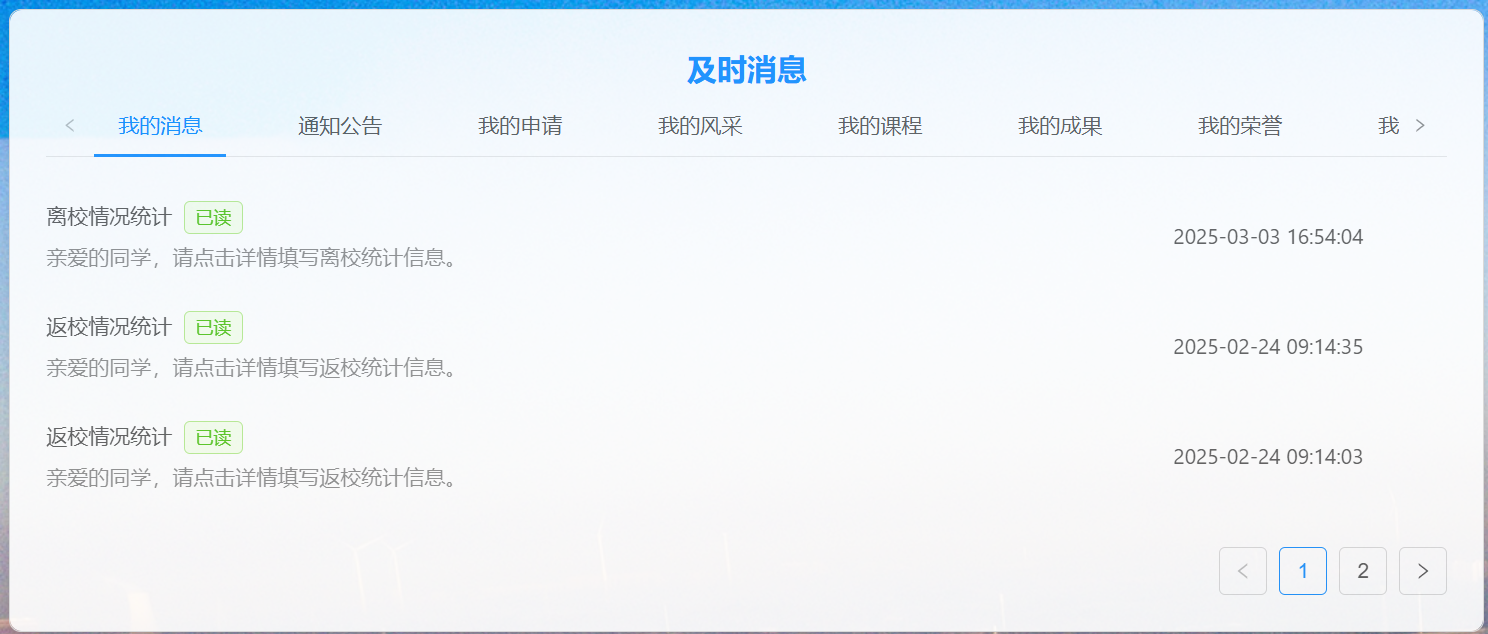 及时消息
我的消息 通知公告 我的申请 我的风采 我的课程 我的成果 我的荣誉 我
离校情况统计 已读
亲爱的同学，请点击详情填写离校统计信息。
2025-03-03 16:54:04
返校情况统计 已读
亲爱的同学，请点击详情填写返校统计信息。
2025-02-24 09:14:35
返校情况统计 已读
亲爱的同学，请点击详情填写返校统计信息。
2025-02-24 09:14:03
1 2